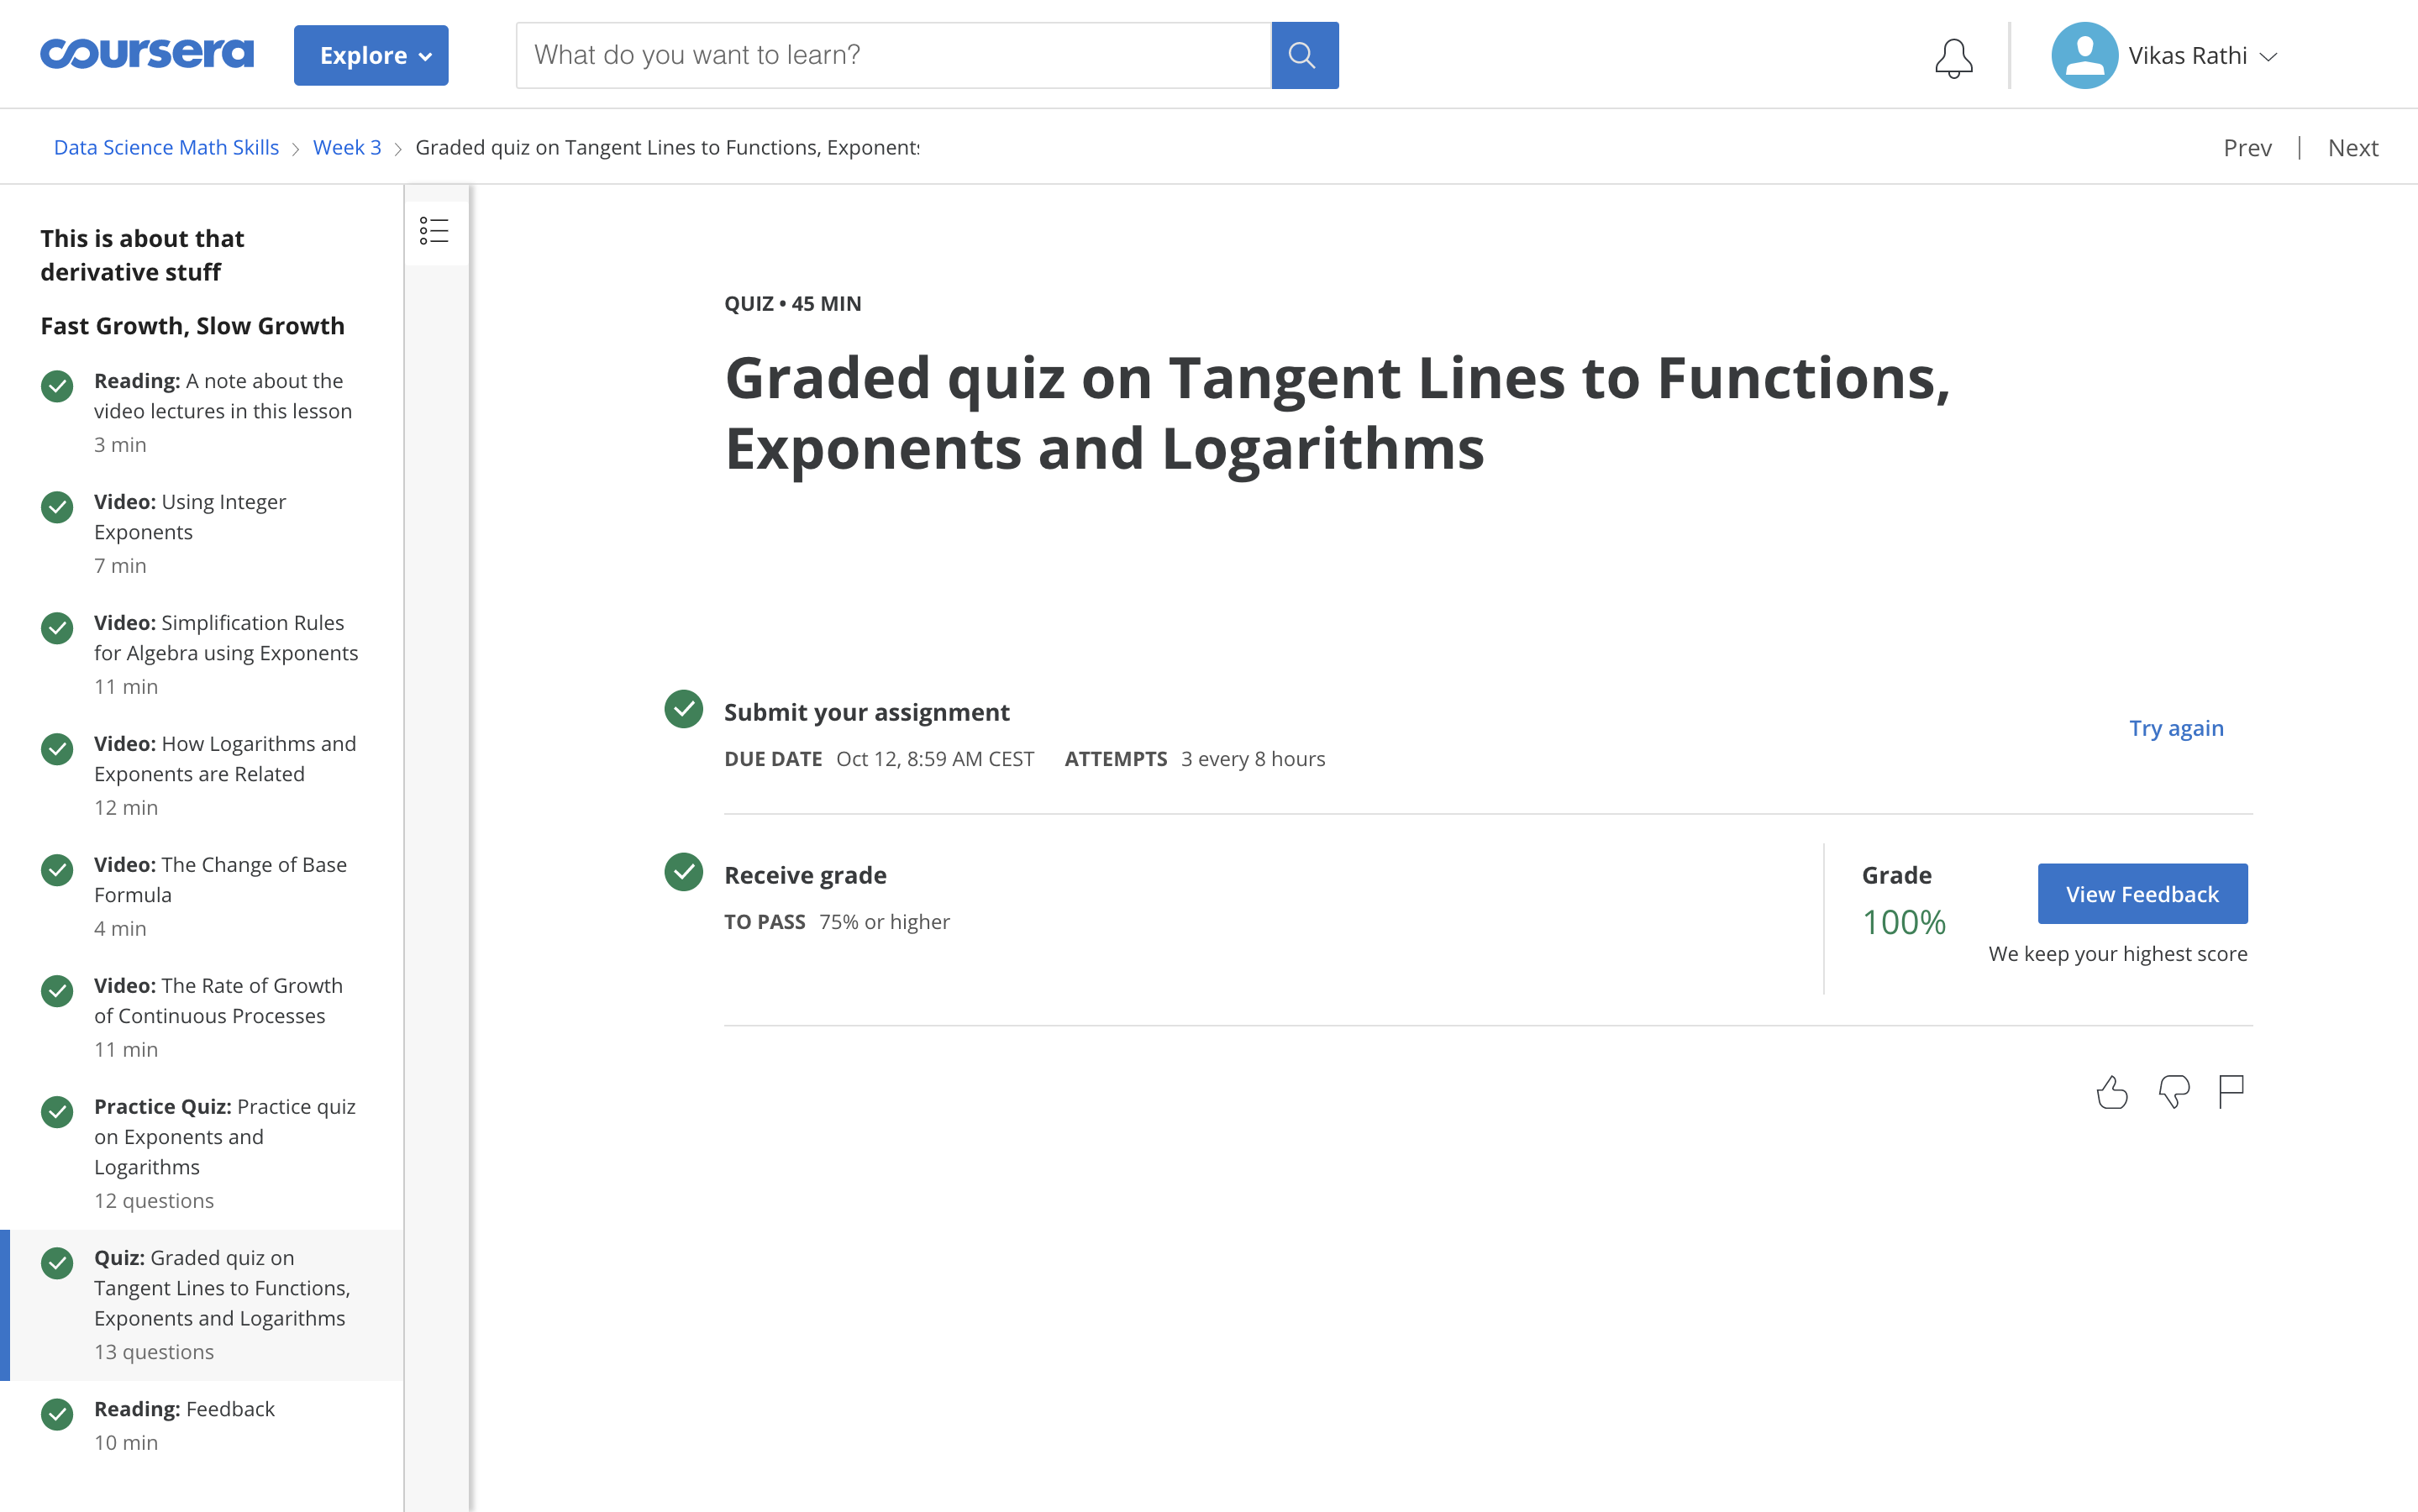 coursera
Explore
What do you want to learn?
Vikas Rathi
Data Science Math Skills
Week 3
Graded quiz on Tangent Lines to Functions, Exponents
Prev
Next
This is about that
derivative stuff
Fast Growth, Slow Growth
Reading: A note about the
video lectures in this lesson
3 min
Video: Using Integer
Exponents
7 min
Video: Simplification Rules
for Algebra using Exponents
11 min
Video: How Logarithms and
Exponents are Related
12 min
Video: The Change of Base
Formula
4 min
Video: The Rate of Growth
of Continuous Processes
11 min
Practice Quiz: Practice quiz
on Exponents and
Logarithms
12 questions
Quiz: Graded quiz on
Tangent Lines to Functions,
Exponents and Logarithms
13 questions
Reading: Feedback
10 min
QUIZ • 45 MIN
Graded quiz on Tangent Lines to Functions,
Exponents and Logarithms
Submit your assignment
DUE DATE Oct 12, 8:59 AM CEST ATTEMPTS 3 every 8 hours
Try again
Receive grade
TO PASS 75% or higher
Grade
100%
View Feedback
We keep your highest score